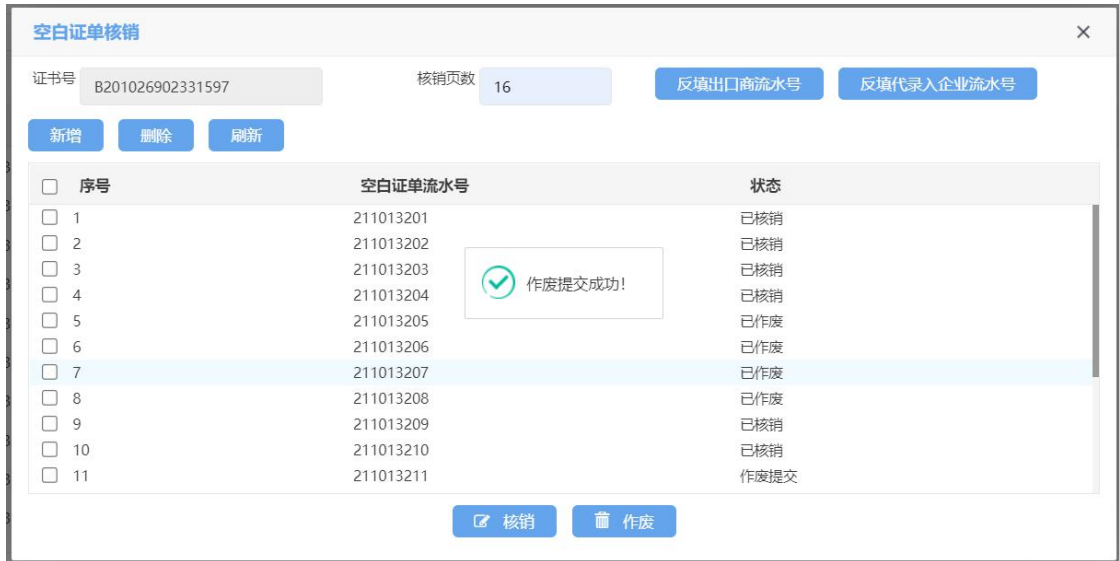 空白证单核销
证书号 B201026902331597 核销页数 16 反填出口商流水号 反填代录入企业流水号
新增 删除 刷新
序号 空白证单流水号 状态
1 211013201 已核销
2 211013202 已核销
3 211013203 已核销
4 211013204 已核销
作废提交成功!
5 211013205 已作废
6 211013206 已作废
7 211013207 已作废
8 211013208 已作废
9 211013209 已核销
10 211013210 已核销
11 211013211 作废提交
核销 作废